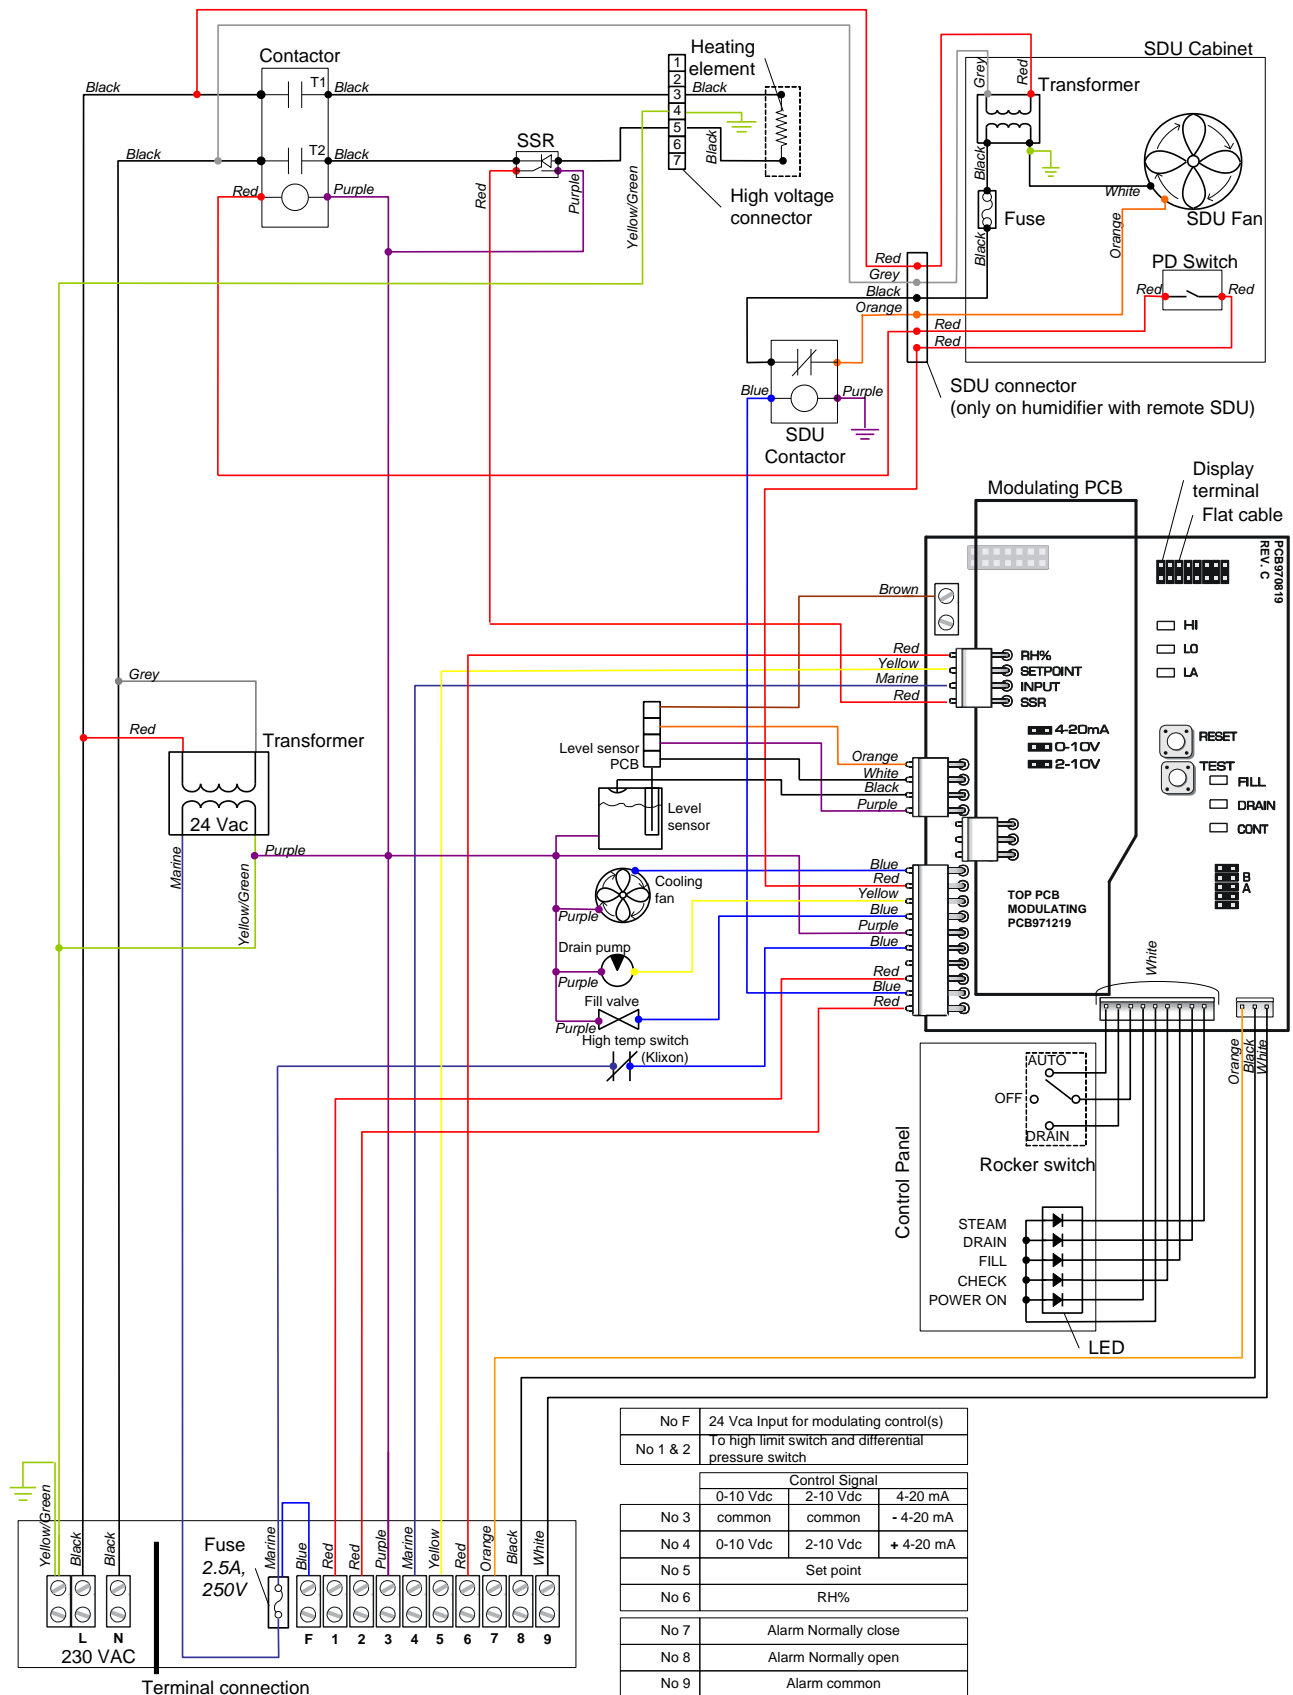 Contactor
Heating
element
SDU Cabinet
Transformer
Black
T1
Black
1
2
3
4
5
6
7
Black
Black
Grey
Red
Black
T2
Black
SSR
Red
Purple
Red
Purple
Yellow/Green
High voltage
connector
Black
Fuse
Black
White
SDU Fan
Orange
PD Switch
Red
Red
Red
Grey
Black
Orange
Red
Red
Blue
Purple
SDU
Contactor
SDU connector
(only on humidifier with remote SDU)
Display
terminal
Flat cable
Modulating PCB
PCB970819
REV. C
Brown
Red
Yellow
Marine
Red
RH%
SETPOINT
INPUT
SSR
HI
LO
LA
4-20mA
0-10V
2-10V
RESET
TEST
FILL
DRAIN
CONT
B
A
Grey
Red
Transformer
24 Vac
Marine
Yellow/Green
Purple
Level sensor
PCB
Level
sensor
Orange
White
Black
Purple
Cooling
fan
Purple
Drain pump
Purple
Fill valve
Purple
High temp switch
(Klixon)
Blue
Red
Yellow
Blue
Purple
Blue
Red
Blue
Red
TOP PCB
MODULATING
PCB971219
White
Orange
Black
White
Control Panel
AUTO
OFF
DRAIN
Rocker switch
STEAM
DRAIN
FILL
CHECK
POWER ON
LED
Yellow/Green
Black
Black
Fuse
2.5A,
250V
Marine
Blue
Red
Red
Purple
Marine
Yellow
Red
Orange
Black
White
L N
230 VAC
F 1 2 3 4 5 6 7 8 9
Terminal connection
No F 24 Vca Input for modulating control(s)
No 1 & 2 To high limit switch and differential
pressure switch
Control Signal
0-10 Vdc 2-10 Vdc 4-20 mA
No 3 common common - 4-20 mA
No 4 0-10 Vdc 2-10 Vdc + 4-20 mA
No 5 Set point
No 6 RH%
No 7 Alarm Normally close
No 8 Alarm Normally open
No 9 Alarm common